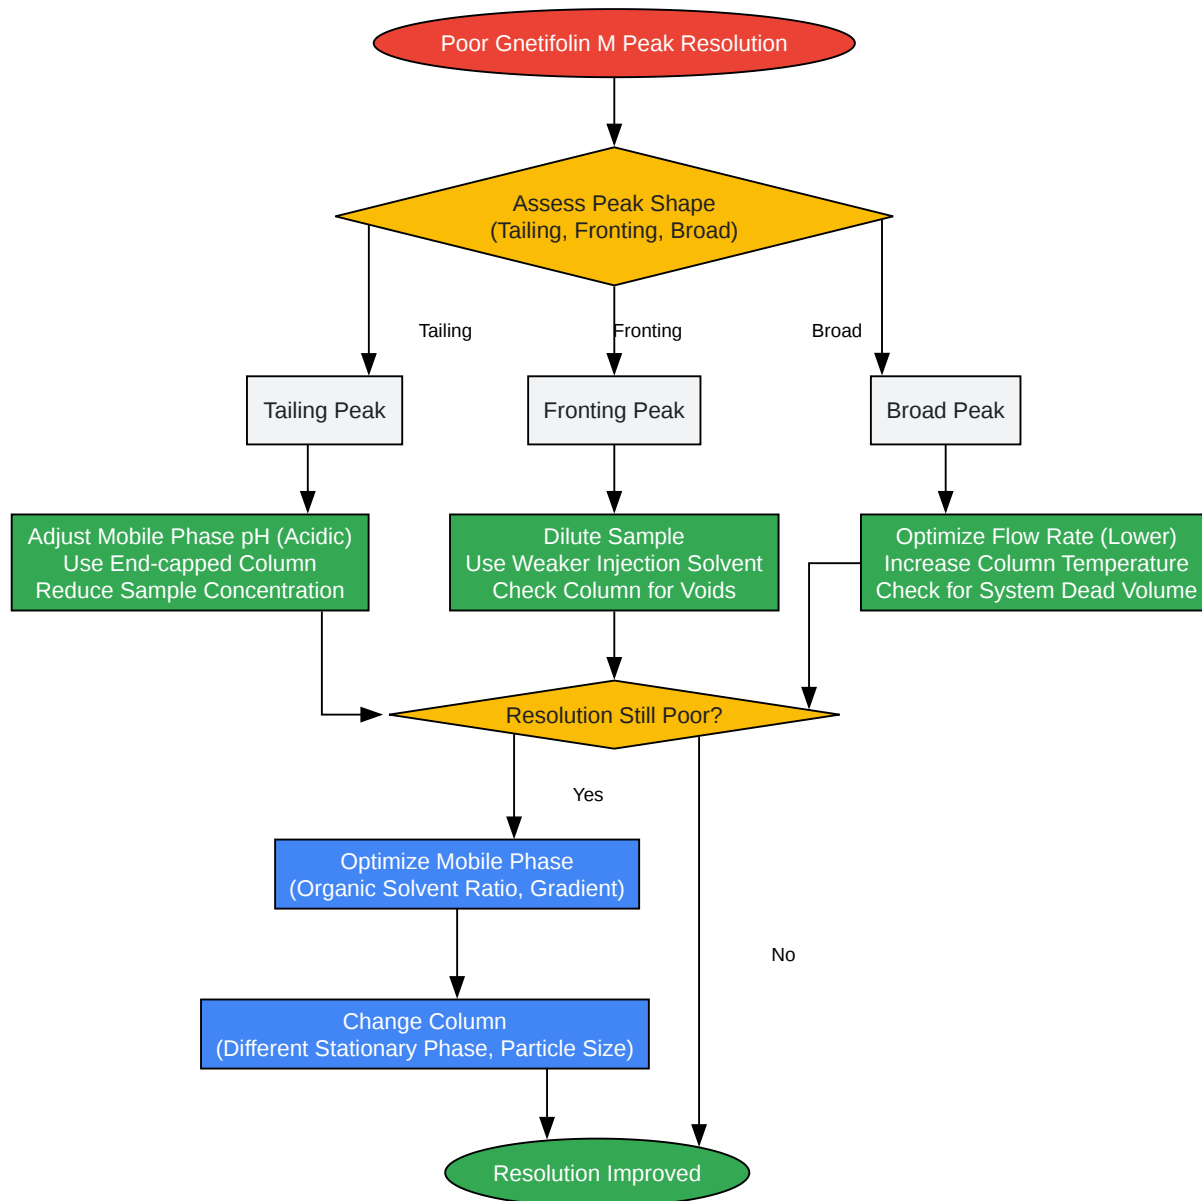 Poor Gnetifolin M Peak Resolution
Assess Peak Shape
(Tailing, Fronting, Broad)
Tailing
Fronting
Broad
Tailing Peak
Fronting Peak
Broad Peak
Adjust Mobile Phase pH (Acidic)
Use End-capped Column
Reduce Sample Concentration
Dilute Sample
Use Weaker Injection Solvent
Check Column for Voids
Optimize Flow Rate (Lower)
Increase Column Temperature
Check for System Dead Volume
Resolution Still Poor?
Yes
Optimize Mobile Phase
(Organic Solvent Ratio, Gradient)
No
Change Column
(Different Stationary Phase, Particle Size)
Resolution Improved